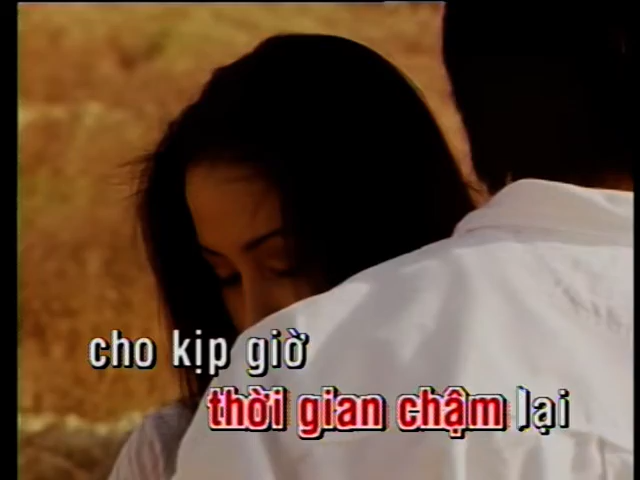 cho kịp giờ
thời gian chậm lại